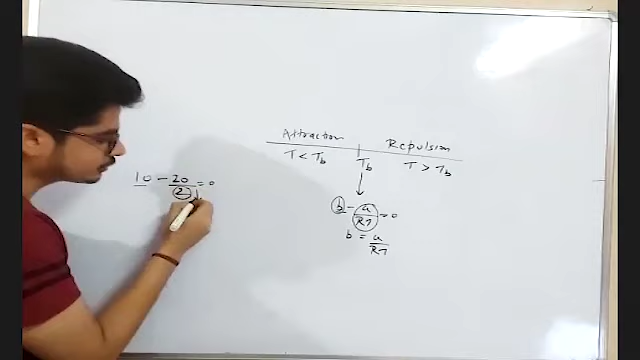 Attraction Repulsion
T < Tb Tb T > Tb
10 - 20/2 = 0
b - a/RT = 0
b = a/RT